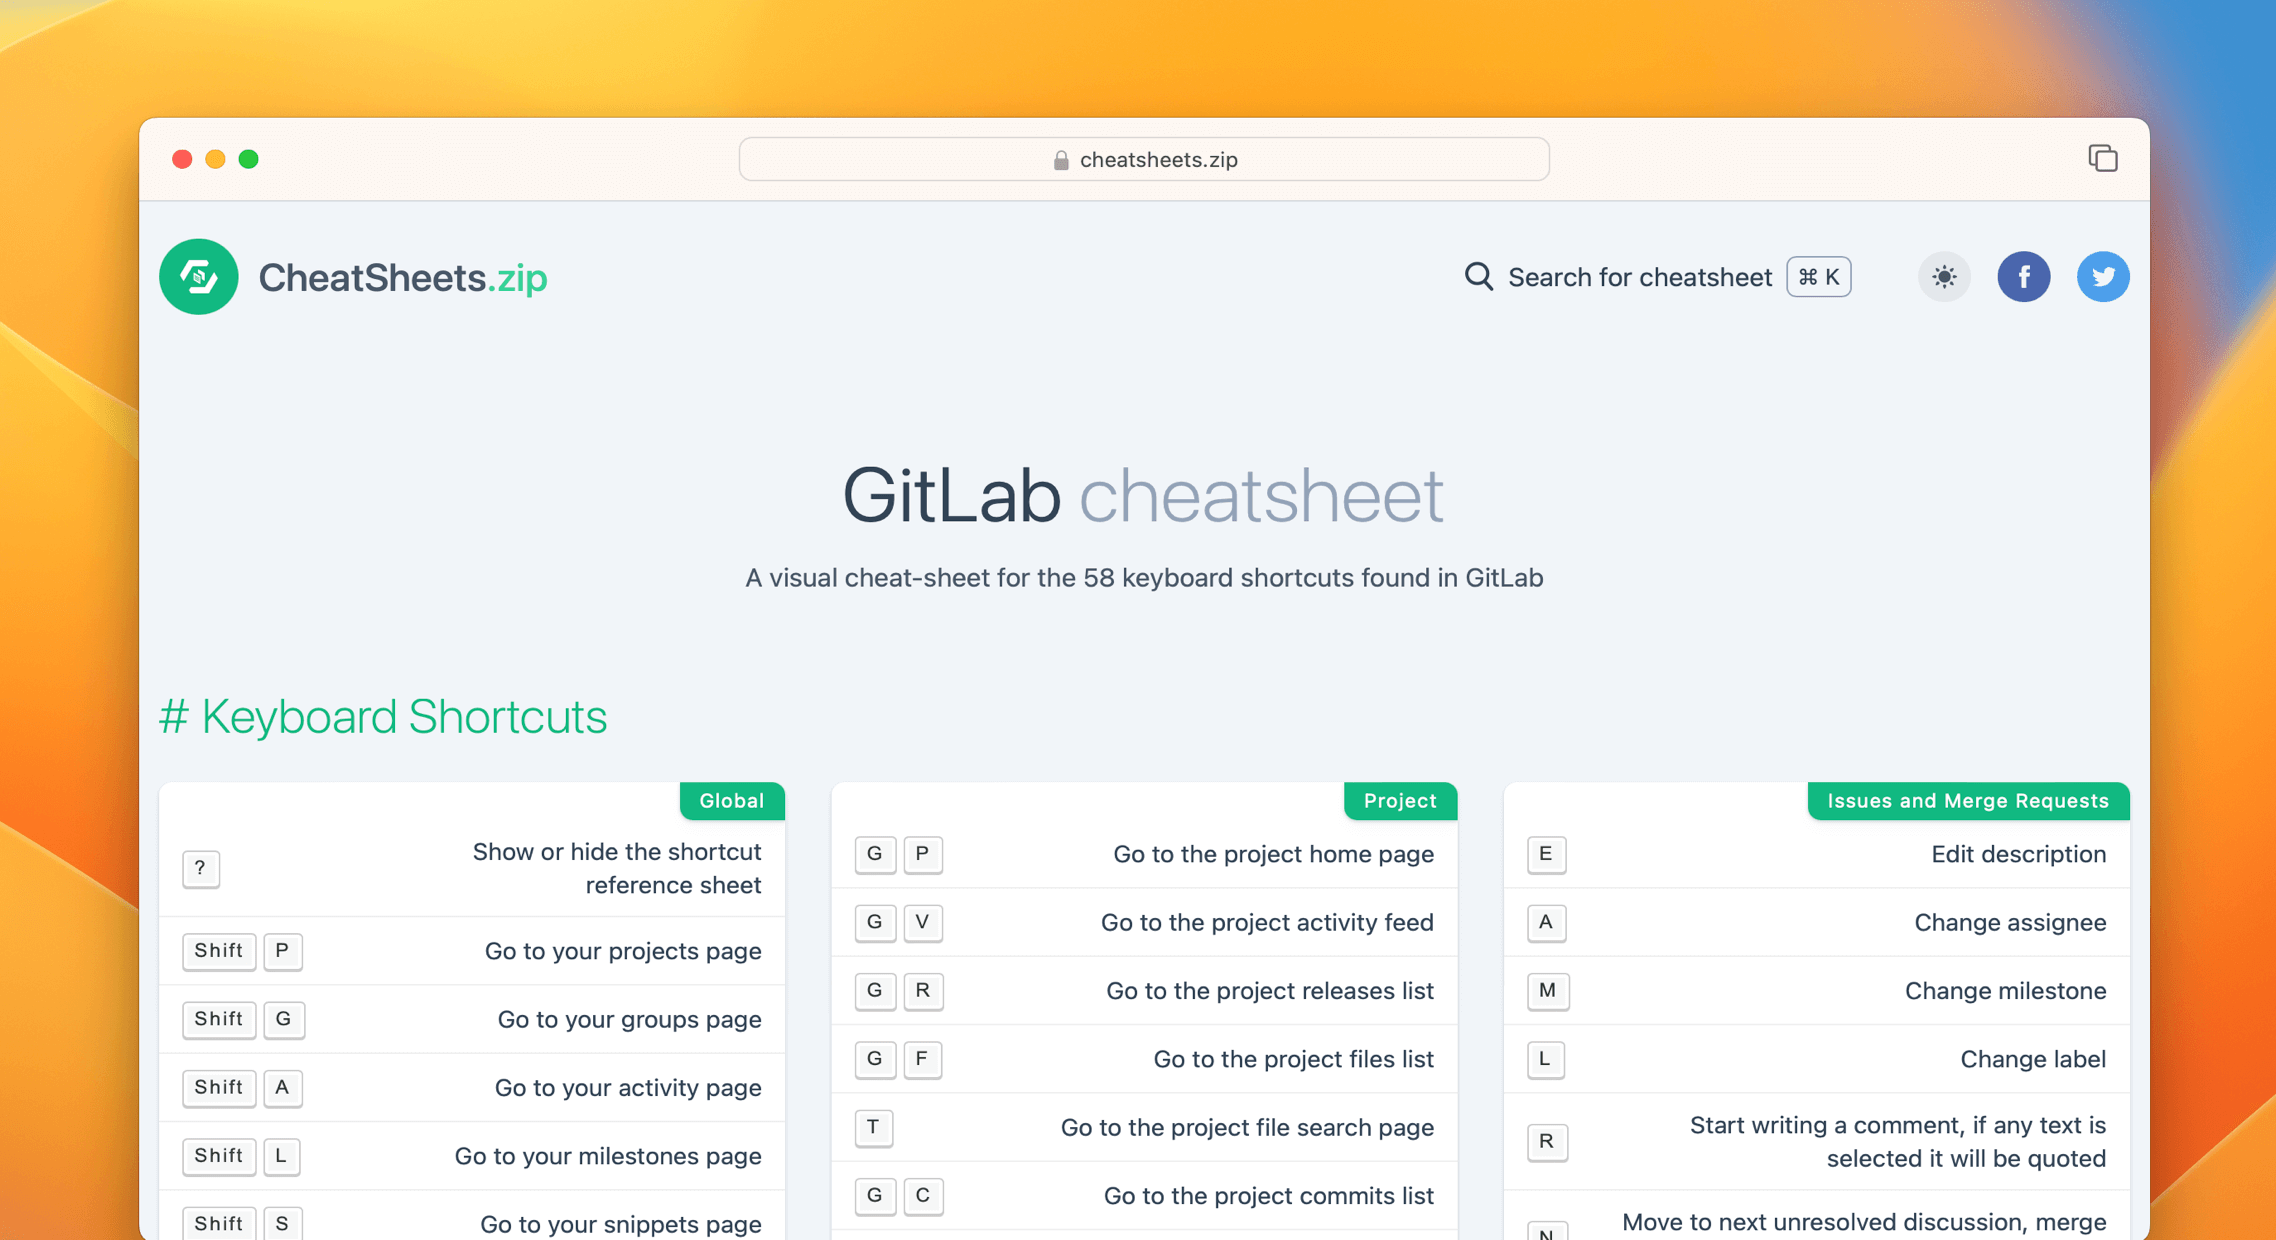 cheatsheets.zip
CheatSheets.zip
Search for cheatsheet ⌘ K
f
GitLab cheatsheet
A visual cheat-sheet for the 58 keyboard shortcuts found in GitLab
# Keyboard Shortcuts
Global
? Show or hide the shortcut
reference sheet
Shift P Go to your projects page
Shift G Go to your groups page
Shift A Go to your activity page
Shift L Go to your milestones page
Shift S Go to your snippets page
Project
G P Go to the project home page
G V Go to the project activity feed
G R Go to the project releases list
G F Go to the project files list
T Go to the project file search page
G C Go to the project commits list
Issues and Merge Requests
E Edit description
A Change assignee
M Change milestone
L Change label
R Start writing a comment, if any text is
selected it will be quoted
N Move to next unresolved discussion, merge